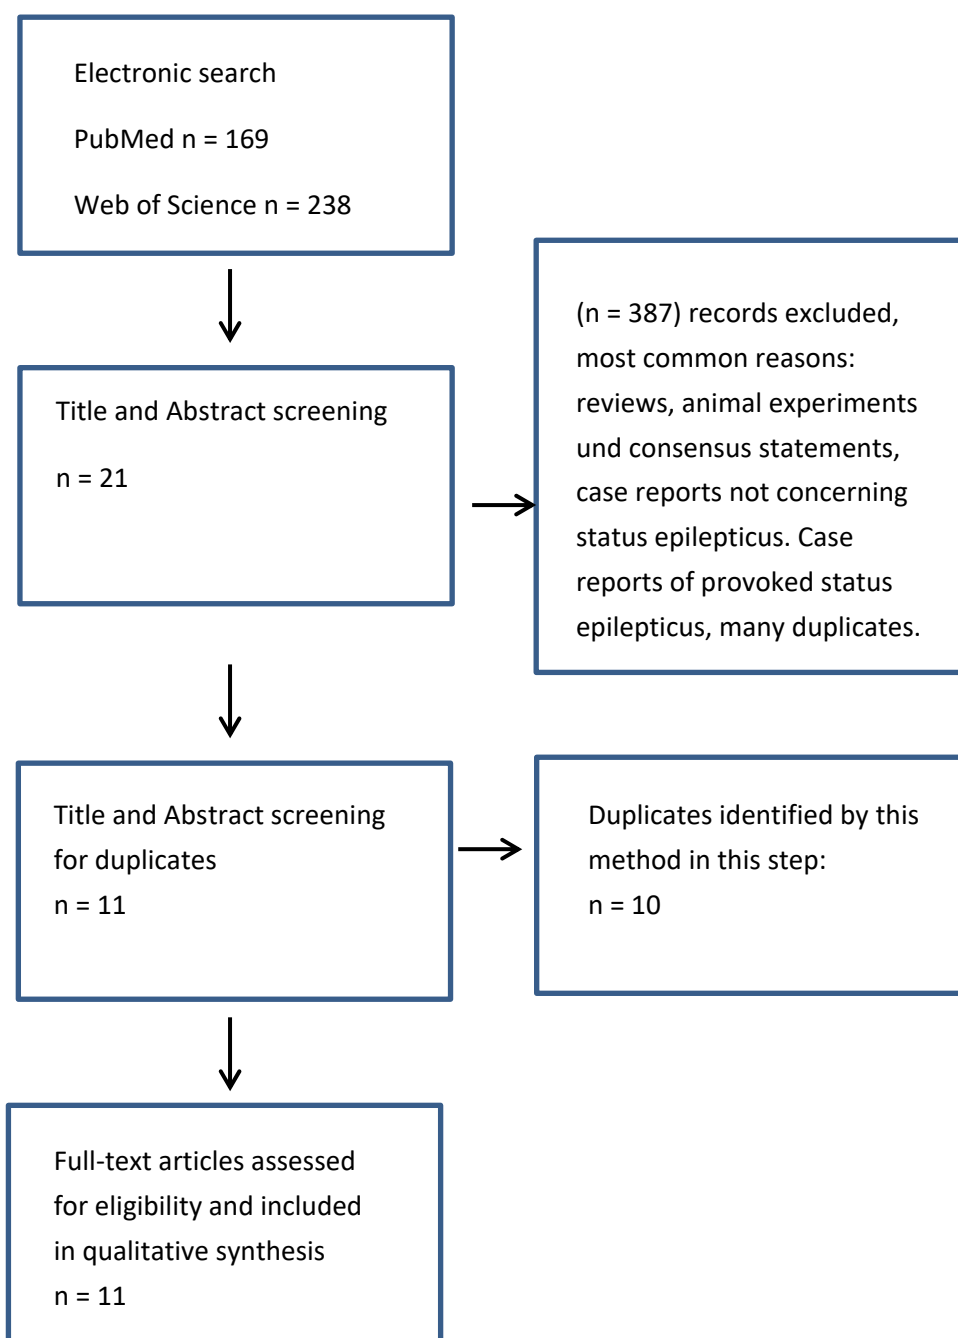 Electronic search
PubMed n = 169
Web of Science n = 238
(n = 387) records excluded,
most common reasons:
reviews, animal experiments
und consensus statements,
case reports not concerning
status epilepticus. Case
reports of provoked status
epilepticus, many duplicates.
Title and Abstract screening
n = 21
Title and Abstract screening
for duplicates
n = 11
Duplicates identified by this
method in this step:
n = 10
Full-text articles assessed
for eligibility and included
in qualitative synthesis
n = 11